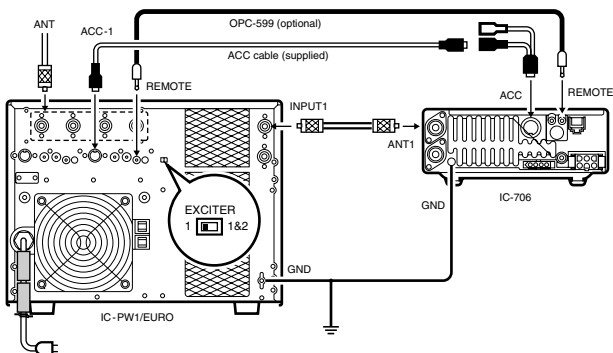 OPC-599 (optional)
ANT
ACC-1
ACC cable (supplied)
REMOTE
INPUT1
ACC
REMOTE
ANT1
EXCITER
1 1&2
GND
IC-706
GND
IC-PW1/EURO